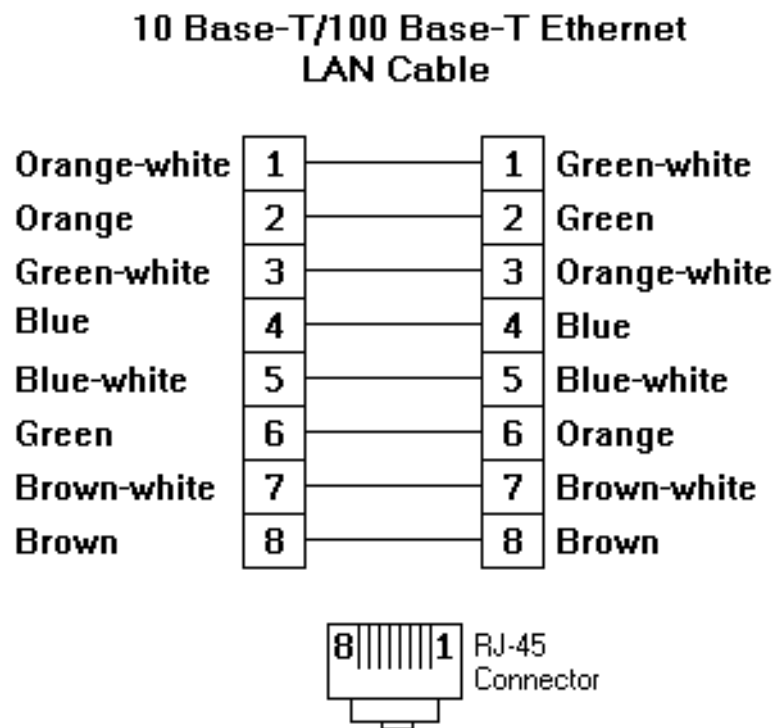 10 Base-T/100 Base-T Ethernet
LAN Cable
Orange-white 1 1 Green-white
Orange 2 2 Green
Green-white 3 3 Orange-white
Blue 4 4 Blue
Blue-white 5 5 Blue-white
Green 6 6 Orange
Brown-white 7 7 Brown-white
Brown 8 8 Brown
8 1 RJ-45
Connector